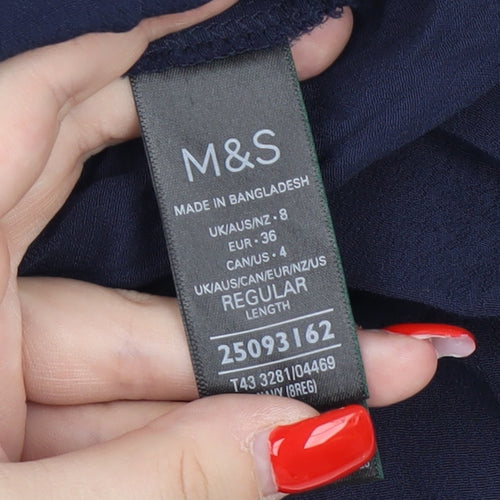 M&S
MADE IN BANGLADESH
UK/AUS/NZ • 8
EUR • 36
CAN/US • 4
UK/AUS/CAN/EUR/NZ/US
REGULAR
LENGTH
25093162
T43 3281/04469
(8REG)